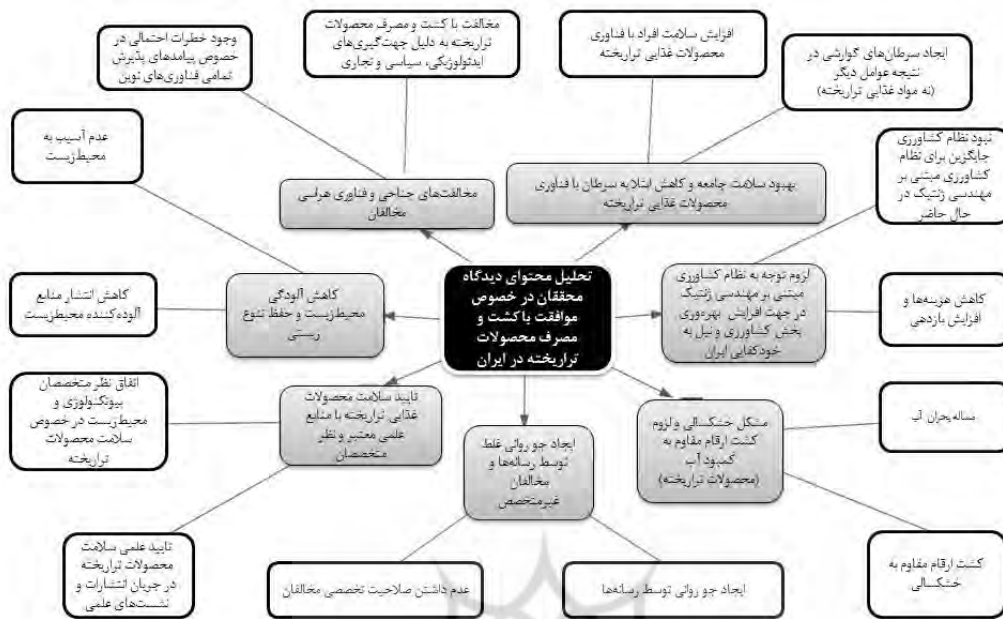 وجود خطرات احتمالی در
خصوص پیامدهای پذیرش
تمامی فناوری‌های نوین
مخالفت با کشت و مصرف محصولات
تراریخته به دلیل جهت‌گیری‌های
ایدئولوژیکی، سیاسی و تجاری
افزایش سلامت افراد با فناوری
محصولات غذایی تراریخته
ایجاد سرطان‌های گوارشی در
نتیجه عوامل دیگر
(نه مواد غذایی تراریخته)
عدم آسیب به
محیط‌زیست
مخالفت‌های جناحی و فناوری هراسی
مخالفان
بهبود سلامت جامعه و کاهش ابتلا به سرطان با فناوری
محصولات غذایی تراریخته
نبود نظام کشاورزی
جایگزین برای نظام
کشاورزی مبتنی بر
مهندسی ژنتیک در
حال حاضر
تحلیل محتوای دیدگاه
محققان در خصوص
موافقت با کشت و
مصرف محصولات
تراریخته در ایران
لزوم توجه به نظام کشاورزی
مبتنی بر مهندسی ژنتیک
در جهت افزایش بهره‌وری
بخش کشاورزی و نیل به
خودکفایی ایران
کاهش هزینه‌ها و
افزایش بازدهی
کاهش آلودگی
محیط‌زیست و حفظ تنوع
زیستی
کاهش انتشار منابع
آلوده‌کننده محیط‌زیست
اتفاق نظر متخصصان
بیوتکنولوژی و
محیط‌زیست در خصوص
سلامت محصولات
تراریخته
تایید سلامت محصولات
غذایی تراریخته با منابع
علمی معتبر و نظر
متخصصان
ایجاد جو روانی غلط
توسط رسانه‌ها و
مخالفان
غیرمتخصص
مشکل خشکسالی و لزوم
کشت ارقام مقاوم به
کمبود آب
(محصولات تراریخته)
مساله بحران آب
تایید علمی سلامت
محصولات تراریخته
در جریان انتشارات و
نشست‌های علمی
عدم داشتن صلاحیت تخصصی مخالفان
ایجاد جو روانی توسط رسانه‌ها
کشت ارقام مقاوم به
خشکسالی